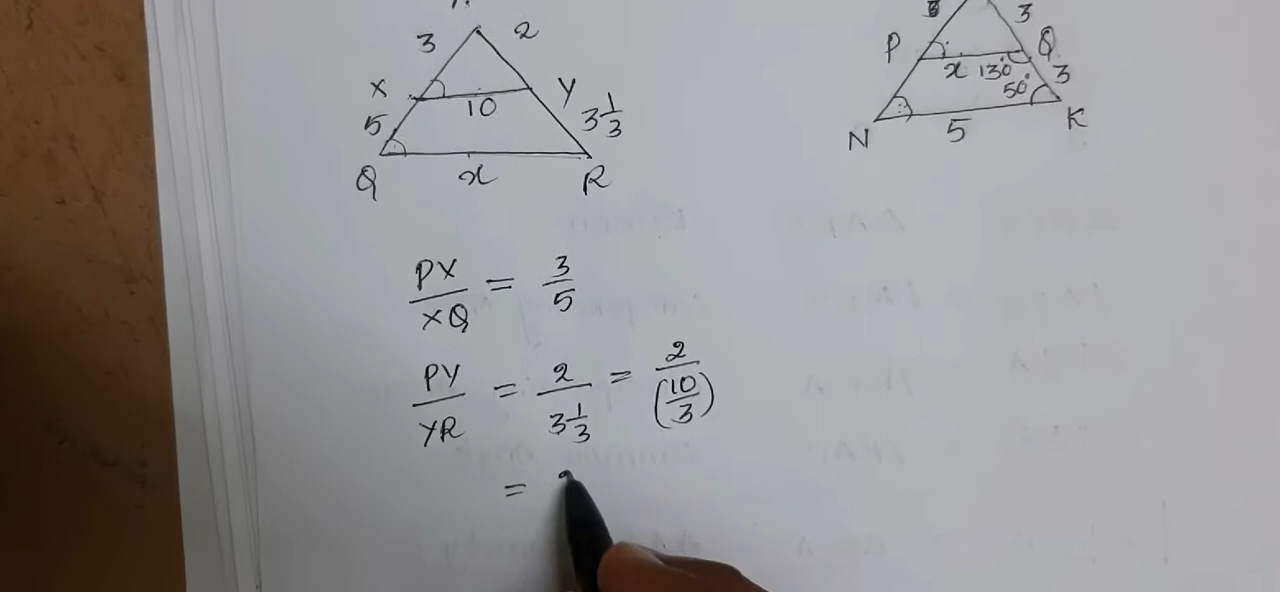 3 2
X Y
10
5 3 1/3
Q x R
3
P Q
x 130° 3
50°
N 5 K
PX/XQ = 3/5
PY/YR = 2/3 1/3 = 2/(10/3)
=